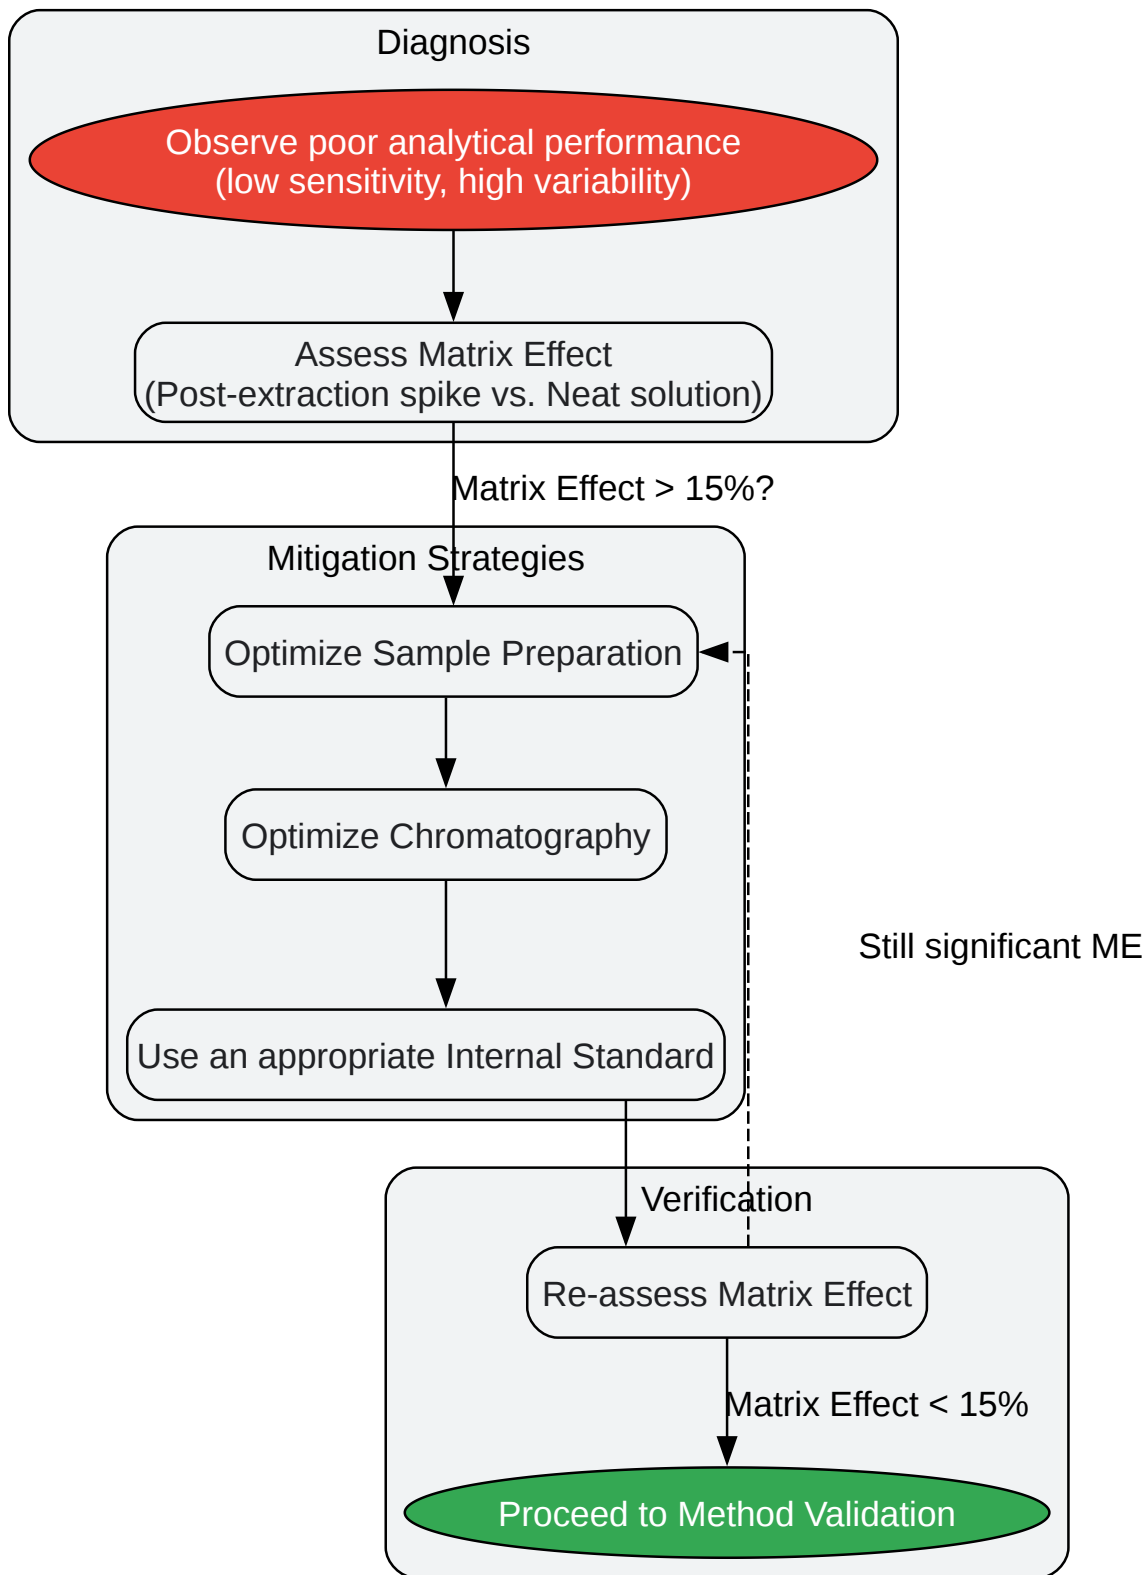 Diagnosis
Observe poor analytical performance
(low sensitivity, high variability)
Assess Matrix Effect
(Post-extraction spike vs. Neat solution)
Matrix Effect > 15%?
Mitigation Strategies
Optimize Sample Preparation
Optimize Chromatography
Still significant ME
Use an appropriate Internal Standard
Verification
Re-assess Matrix Effect
Matrix Effect < 15%
Proceed to Method Validation